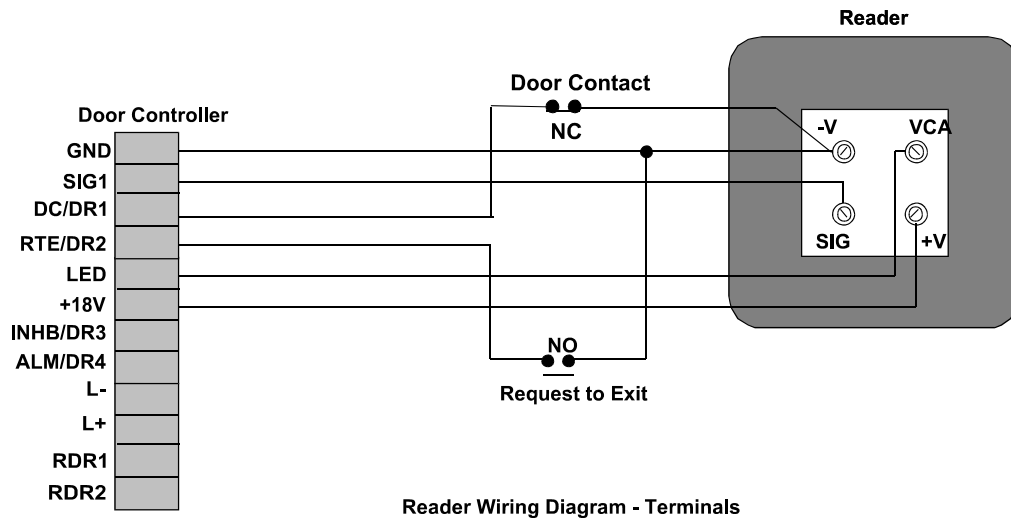 Reader
Door Contact
NC
Door Controller
-V
VCA
GND
SIG1
DC/DR1
RTE/DR2
SIG
+V
LED
+18V
INHB/DR3
NO
ALM/DR4
Request to Exit
L-
L+
RDR1
RDR2
Reader Wiring Diagram - Terminals